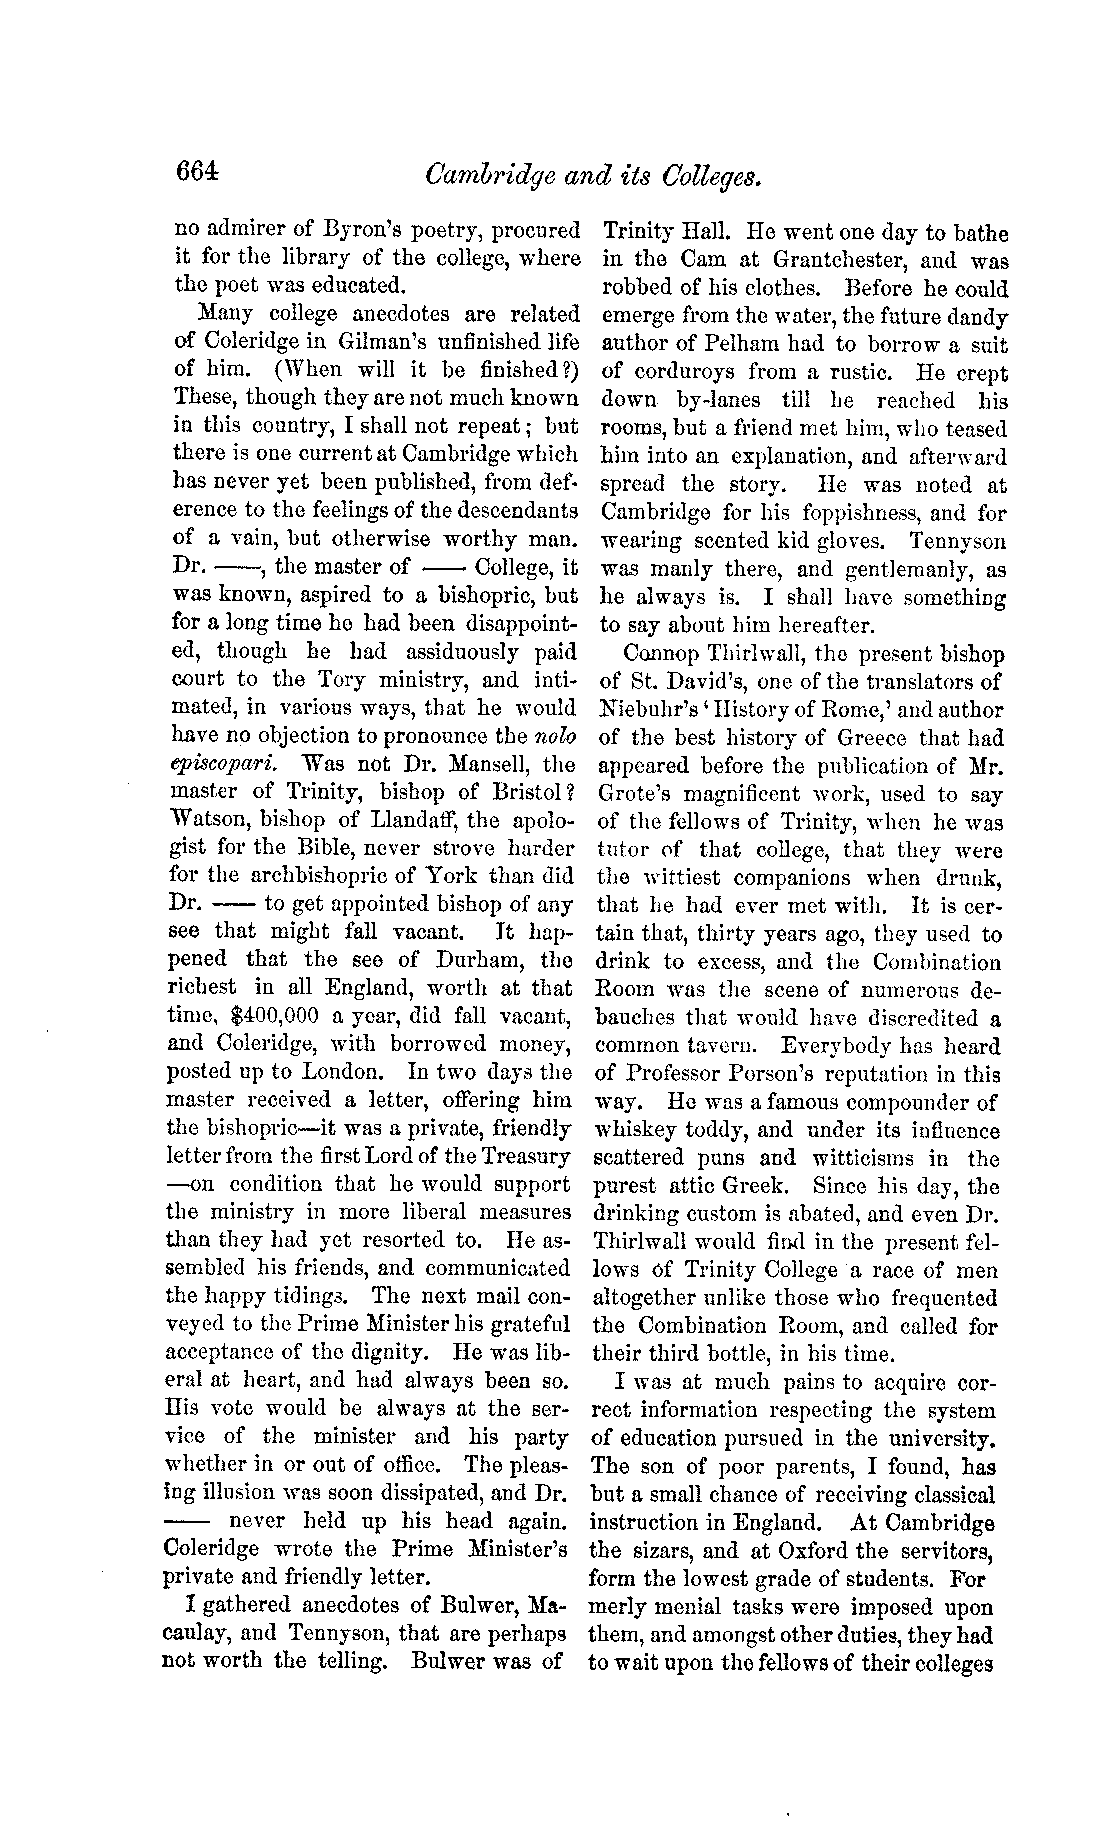 664
Cambridge and its Colleges.
no admirer of Byron's poetry, procured
it for the library of the college, where
the poet was educated.
Many college anecdotes are related
of Coleridge in Gilman's unfinished life
of him. (When will it be finished?)
These, though they are not much known
in this country, I shall not repeat; but
there is one current at Cambridge which
has never yet been published, from def-
erence to the feelings of the descendants
of a vain, but otherwise worthy man.
Dr. ——, the master of —— College, it
was known, aspired to a bishopric, but
for a long time he had been disappoint-
ed, though he had assiduously paid
court to the Tory ministry, and inti-
mated, in various ways, that he would
have no objection to pronounce the nolo
episcopari. Was not Dr. Mansell, the
master of Trinity, bishop of Bristol?
Watson, bishop of Llandaff, the apolo-
gist for the Bible, never strove harder
for the archbishopric of York than did
Dr. —— to get appointed bishop of any
see that might fall vacant. It hap-
pened that the see of Durham, the
richest in all England, worth at that
time, $400,000 a year, did fall vacant,
and Coleridge, with borrowed money,
posted up to London. In two days the
master received a letter, offering him
the bishopric—it was a private, friendly
letter from the first Lord of the Treasury
—on condition that he would support
the ministry in more liberal measures
than they had yet resorted to. He as-
sembled his friends, and communicated
the happy tidings. The next mail con-
veyed to the Prime Minister his grateful
acceptance of the dignity. He was lib-
eral at heart, and had always been so.
His vote would be always at the ser-
vice of the minister and his party
whether in or out of office. The pleas-
ing illusion was soon dissipated, and Dr.
—— never held up his head again.
Coleridge wrote the Prime Minister's
private and friendly letter.
I gathered anecdotes of Bulwer, Ma-
caulay, and Tennyson, that are perhaps
not worth the telling. Bulwer was of
Trinity Hall. He went one day to bathe
in the Cam at Grantchester, and was
robbed of his clothes. Before he could
emerge from the water, the future dandy
author of Pelham had to borrow a suit
of corduroys from a rustic. He crept
down by-lanes till he reached his
rooms, but a friend met him, who teased
him into an explanation, and afterward
spread the story. He was noted at
Cambridge for his foppishness, and for
wearing scented kid gloves. Tennyson
was manly there, and gentlemanly, as
he always is. I shall have something
to say about him hereafter.
Connop Thirlwall, the present bishop
of St. David's, one of the translators of
Niebuhr's 'History of Rome,' and author
of the best history of Greece that had
appeared before the publication of Mr.
Grote's magnificent work, used to say
of the fellows of Trinity, when he was
tutor of that college, that they were
the wittiest companions when drunk,
that he had ever met with. It is cer-
tain that, thirty years ago, they used to
drink to excess, and the Combination
Room was the scene of numerous de-
bauches that would have discredited a
common tavern. Everybody has heard
of Professor Porson's reputation in this
way. He was a famous compounder of
whiskey toddy, and under its influence
scattered puns and witticisms in the
purest attic Greek. Since his day, the
drinking custom is abated, and even Dr.
Thirlwall would find in the present fel-
lows of Trinity College a race of men
altogether unlike those who frequented
the Combination Room, and called for
their third bottle, in his time.
I was at much pains to acquire cor-
rect information respecting the system
of education pursued in the university.
The son of poor parents, I found, has
but a small chance of receiving classical
instruction in England. At Cambridge
the sizars, and at Oxford the servitors,
form the lowest grade of students. For
merly menial tasks were imposed upon
them, and amongst other duties, they had
to wait upon the fellows of their colleges